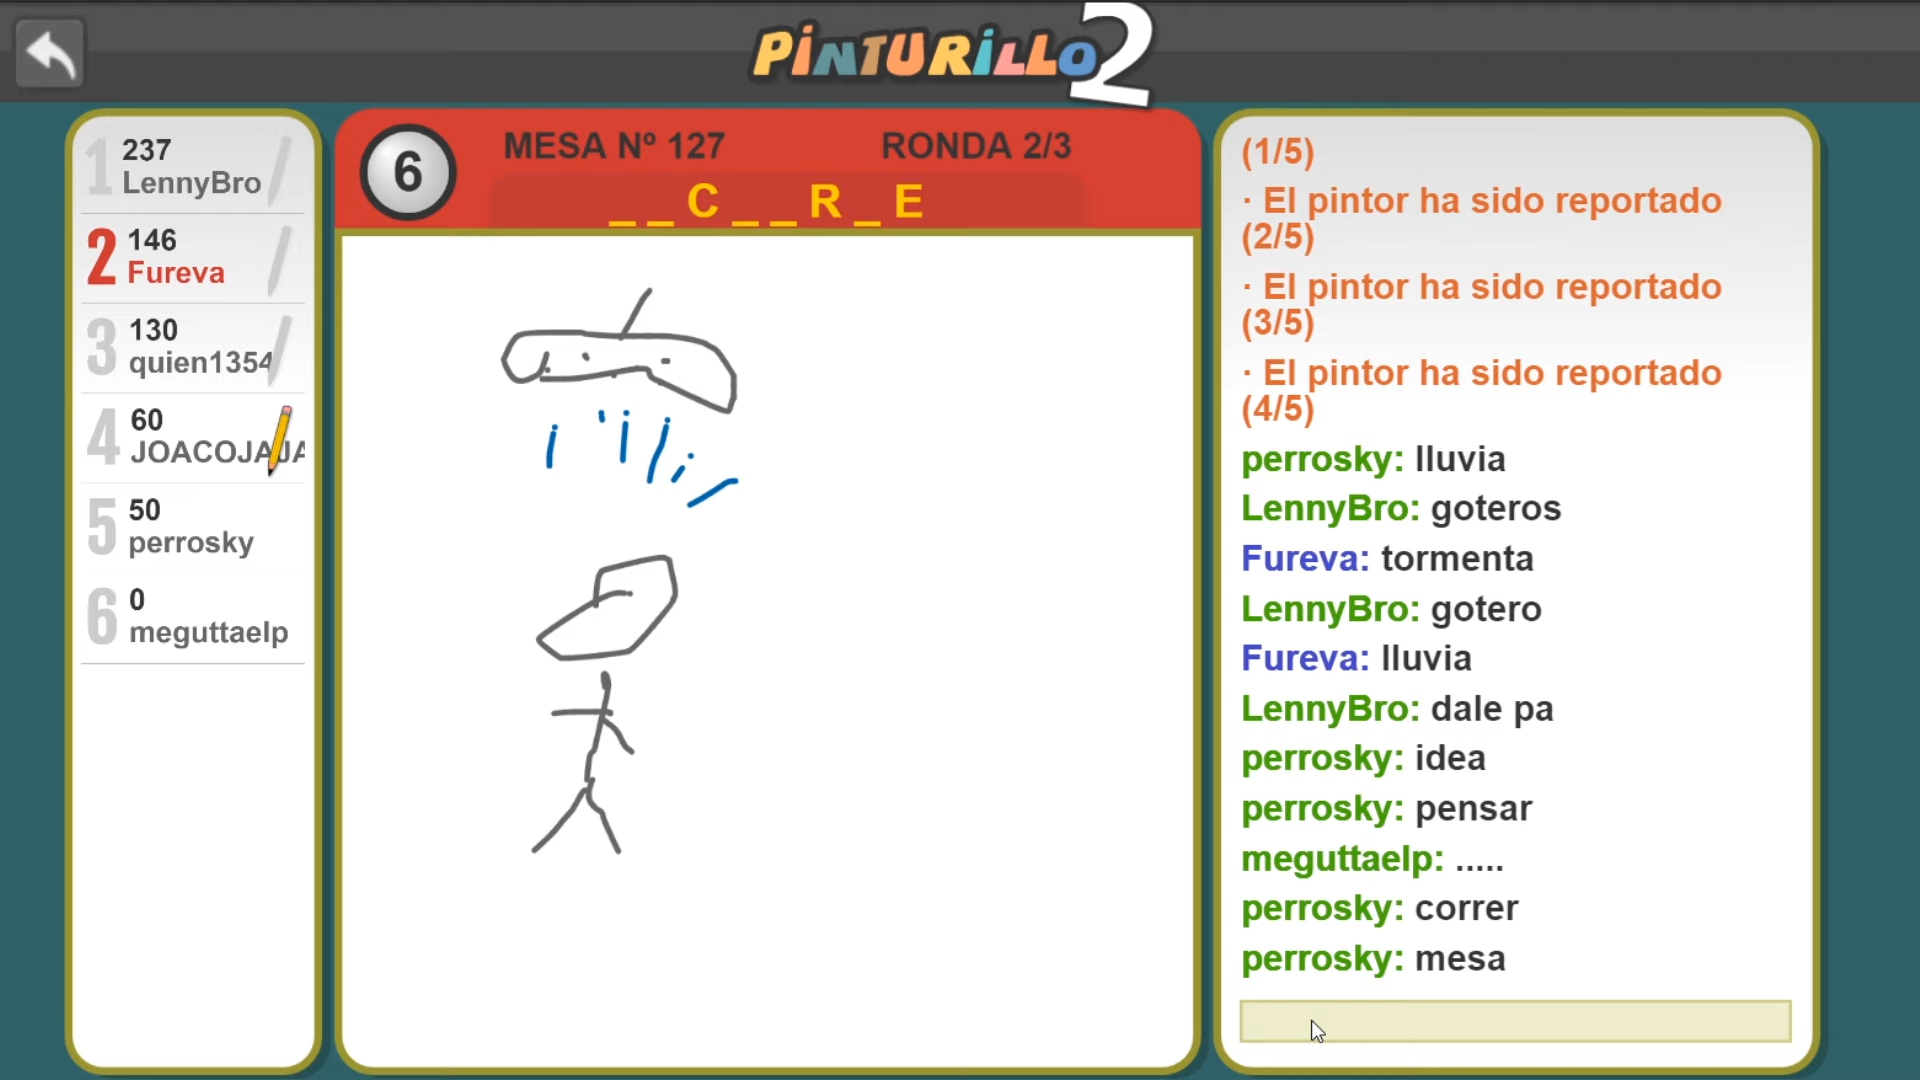 PINTURILLO 2
1 237
LennyBro
2 146
Fureva
3 130
quien1354
4 60
JOACOJAJA
5 50
perrosky
6 0
meguttaelp
6
MESA Nº 127
RONDA 2/3
_ _ C _ _ R _ E
(1/5)
· El pintor ha sido reportado
(2/5)
· El pintor ha sido reportado
(3/5)
· El pintor ha sido reportado
(4/5)
perrosky: lluvia
LennyBro: goteros
Fureva: tormenta
LennyBro: gotero
Fureva: lluvia
LennyBro: dale pa
perrosky: idea
perrosky: pensar
meguttaelp: .....
perrosky: correr
perrosky: mesa